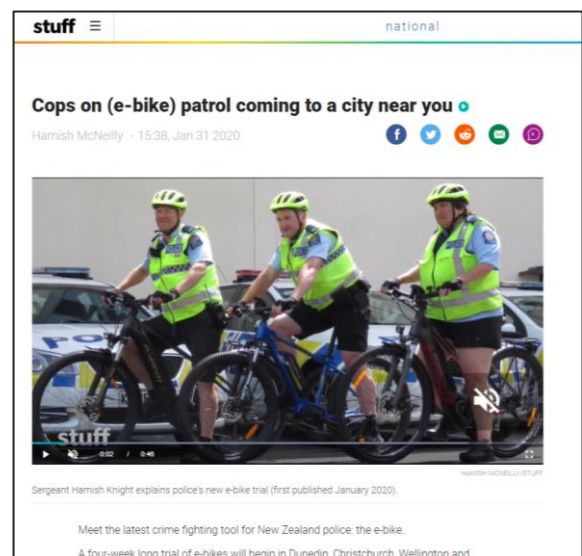 stuff
national
Cops on (e-bike) patrol coming to a city near you
Hamish McNeilly - 15:38, Jan 31 2020
POLICE
POLICE
POLICE
PO
stuff
0:02 / 0:46
HAMISH MCNEILLY/STUFF
Sergeant Hamish Knight explains police's new e-bike trial (first published January 2020).
Meet the latest crime fighting tool for New Zealand police: the e-bike.
A four-week long trial of e-bikes will begin in Dunedin, Christchurch, Wellington and